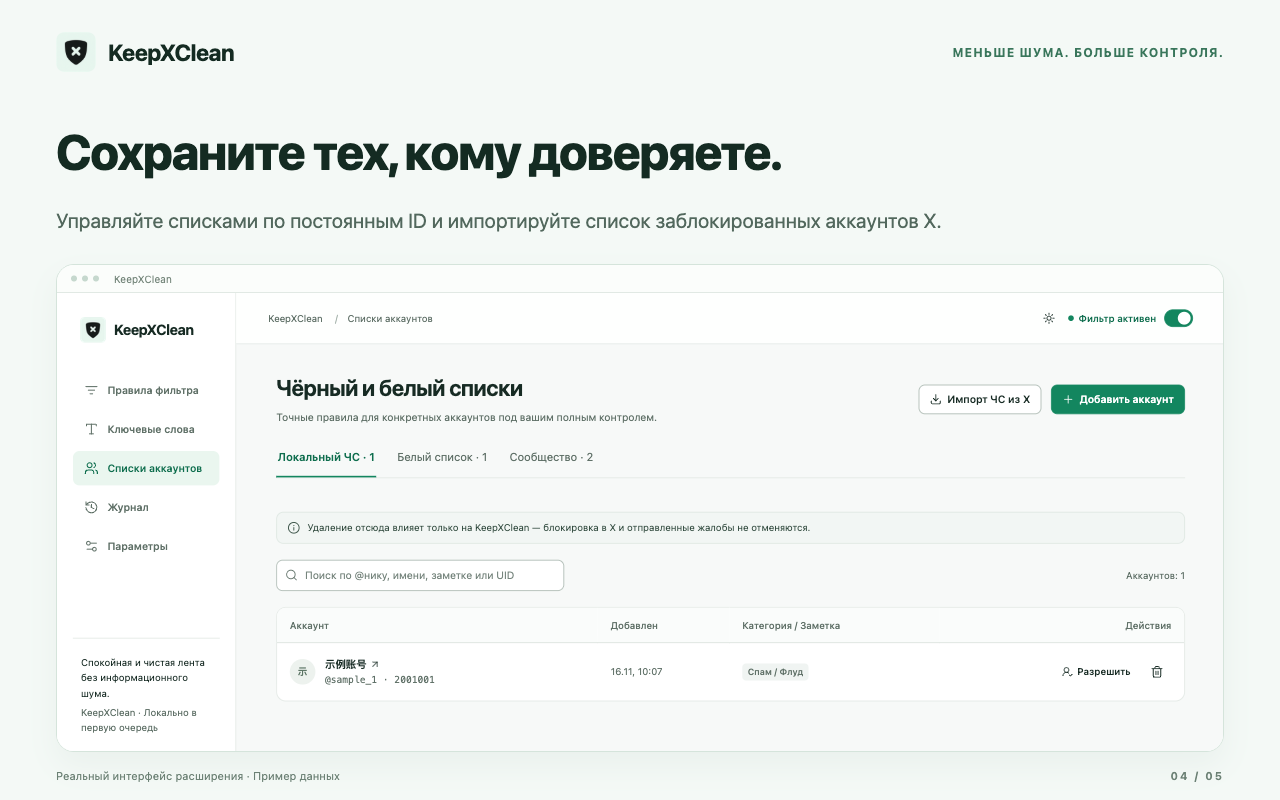 KeepXClean
МЕНЬШЕ ШУМА. БОЛЬШЕ КОНТРОЛЯ.
Сохраните тех, кому доверяете.
Управляйте списками по постоянным ID и импортируйте список заблокированных аккаунтов X.
KeepXClean
KeepXClean
Правила фильтра
Ключевые слова
Списки аккаунтов
Журнал
Параметры
Спокойная и чистая лента
без информационного
шума.
KeepXClean · Локально в
первую очередь
KeepXClean / Списки аккаунтов
Фильтр активен
Чёрный и белый списки
Точные правила для конкретных аккаунтов под вашим полным контролем.
Импорт ЧС из X
Добавить аккаунт
Локальный ЧС · 1
Белый список · 1
Сообщество · 2
Удаление отсюда влияет только на KeepXClean — блокировка в X и отправленные жалобы не отменяются.
Поиск по @нику, имени, заметке или UID
Аккаунтов: 1
Аккаунт
Добавлен
Категория / Заметка
Действия
示
示例账号
@sample_1 · 2001001
16.11, 10:07
Спам / Флуд
Разрешить
Реальный интерфейс расширения · Пример данных
04 / 05